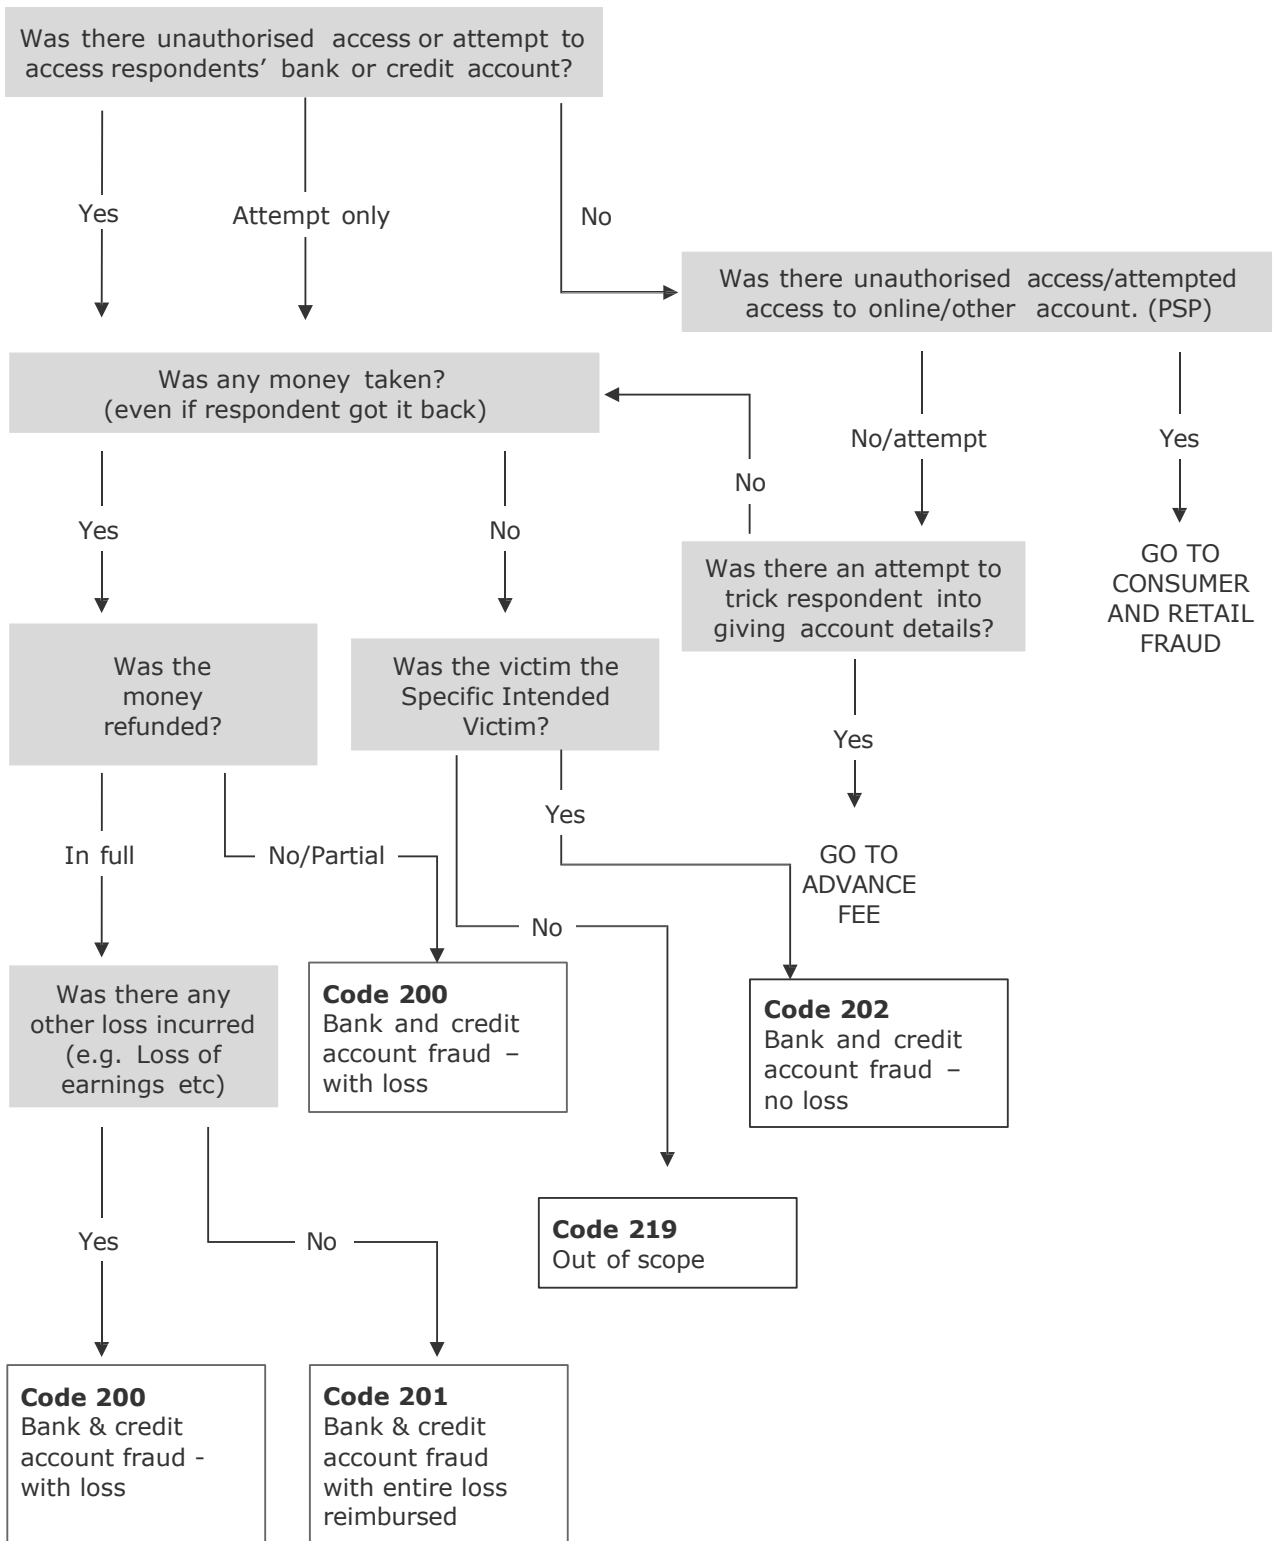 Was there unauthorised access or attempt to
access respondents’ bank or credit account?
Yes
Attempt only
No
Was there unauthorised access/attempted
access to online/other account. (PSP)
Was any money taken?
(even if respondent got it back)
No/attempt
Yes
No
Yes
No
Was there an attempt to
trick respondent into
giving account details?
GO TO
CONSUMER
AND RETAIL
FRAUD
Was the
money
refunded?
Was the victim the
Specific Intended
Victim?
Yes
Yes
In full
No/Partial
GO TO
ADVANCE
FEE
No
Was there any
other loss incurred
(e.g. Loss of
earnings etc)
Code 200
Bank and credit
account fraud –
with loss
Code 202
Bank and credit
account fraud –
no loss
Code 219
Out of scope
Yes
No
Code 200
Bank & credit
account fraud -
with loss
Code 201
Bank & credit
account fraud
with entire loss
reimbursed